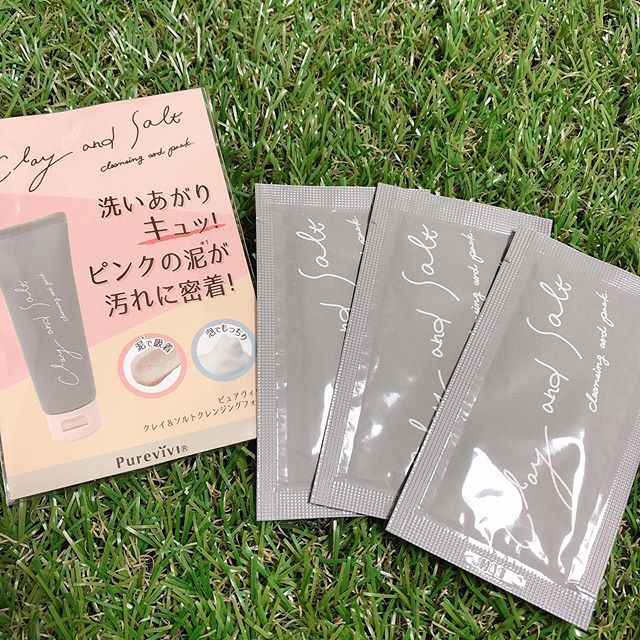 Clay and Salt
cleansing and pack.
洗いあがり
キュッ!
ピンクの泥が
汚れに密着!
Clay and Salt
cleansing and pack
泥で吸着
泡でもっちり
ピュアヴィ
クレイ&ソルトクレンジングフォ
Purevivi®
Clay and Salt
Clay and Salt
cleansing and pack.
Clay and Salt
cleansing and pack.